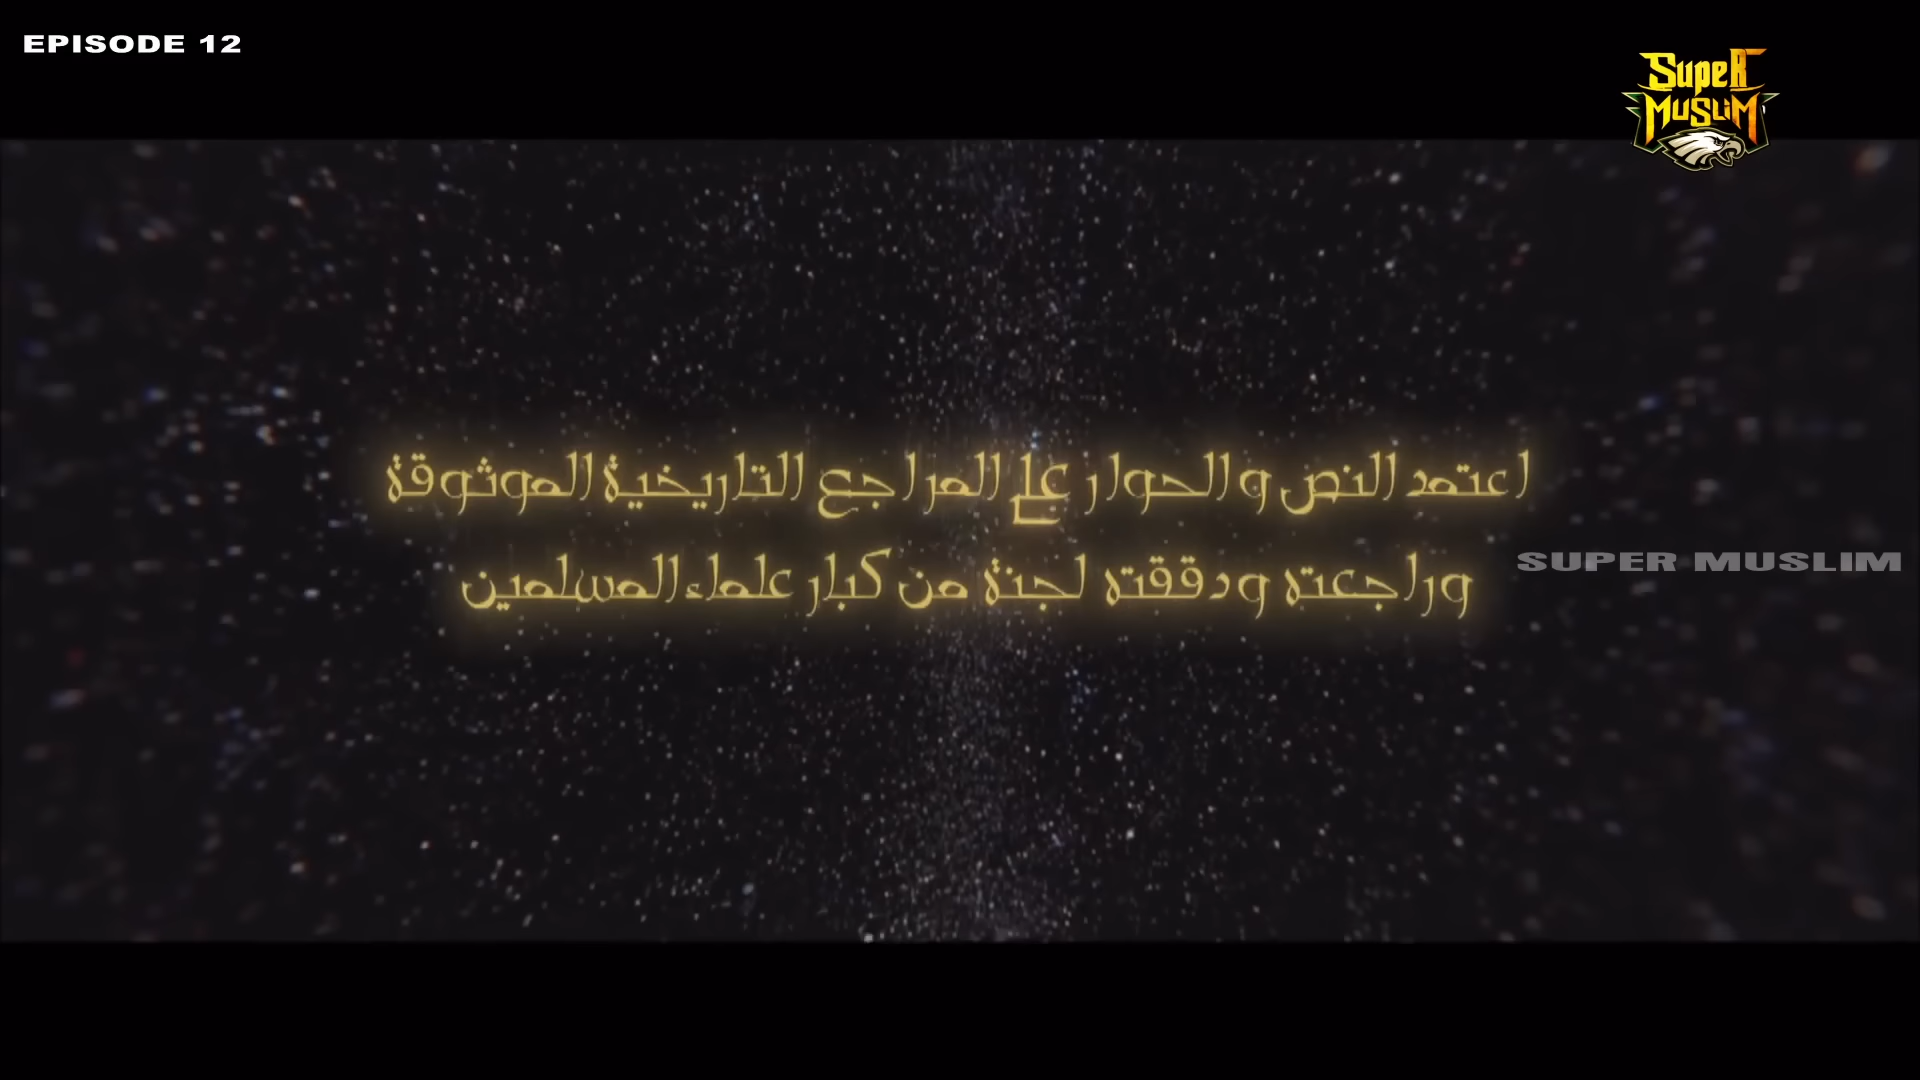 EPISODE 12
SUPER MUSLIM
اعتمد النص و الحوار على المراجع التاريخية الموثوقة
وراجعته ودققته لجنة من كبار علماء المسلمين
SUPER MUSLIM